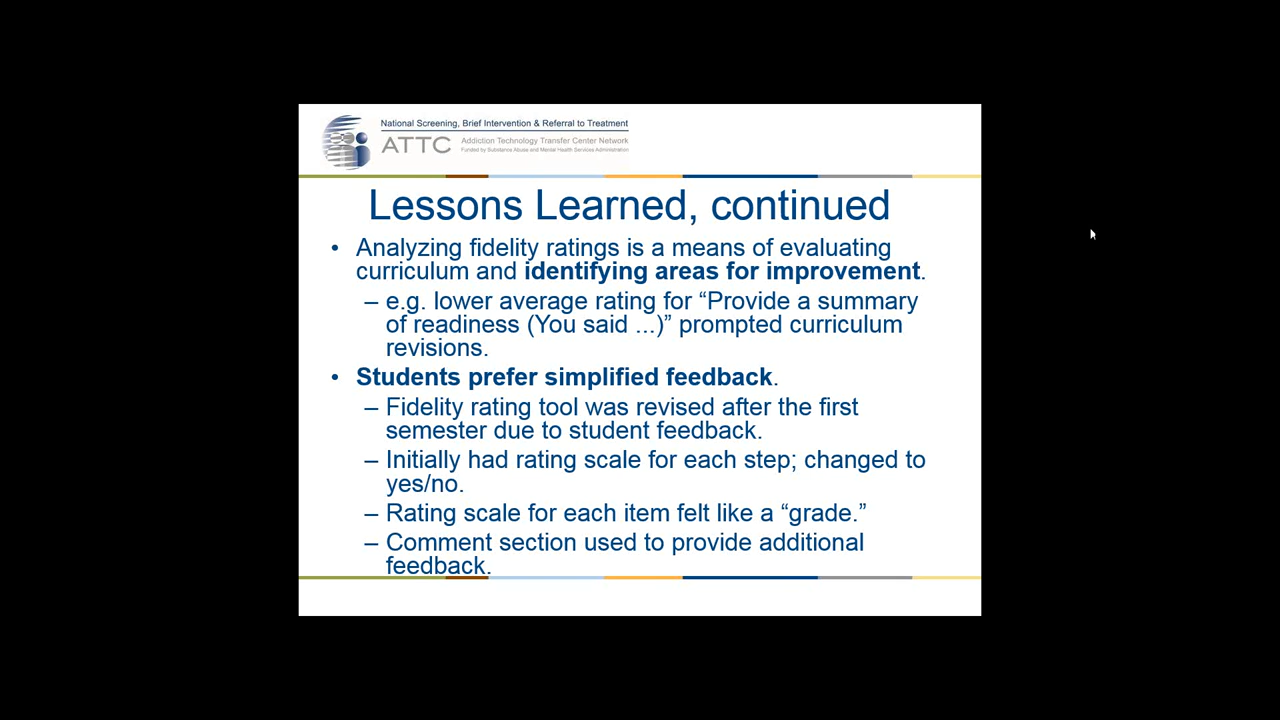 National Screening, Brief Intervention & Referral to Treatment
ATTC
Addiction Technology Transfer Center Network
Funded by Substance Abuse and Mental Health Services Administration
Lessons Learned, continued
• Analyzing fidelity ratings is a means of evaluating
curriculum and identifying areas for improvement.
– e.g. lower average rating for “Provide a summary
of readiness (You said ...)” prompted curriculum
revisions.
• Students prefer simplified feedback.
– Fidelity rating tool was revised after the first
semester due to student feedback.
– Initially had rating scale for each step; changed to
yes/no.
– Rating scale for each item felt like a “grade.”
– Comment section used to provide additional
feedback.